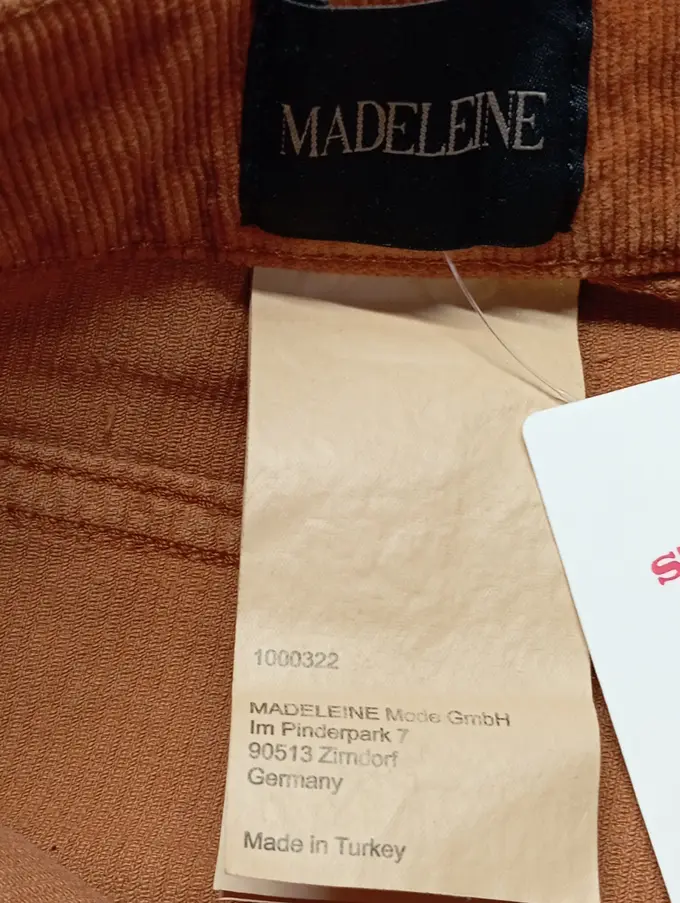 MADELEINE
1000322
MADELEINE Mode GmbH
Im Pinderpark 7
90513 Zirndorf
Germany
Made in Turkey